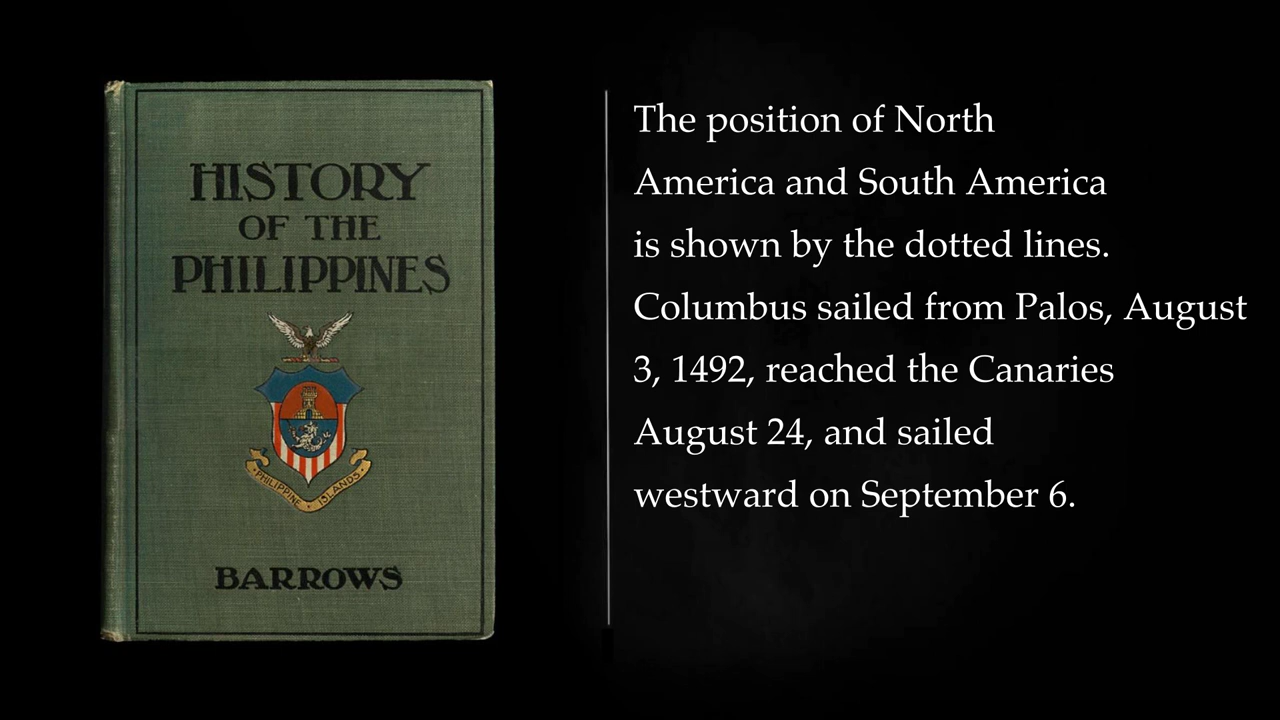 HISTORY
OF THE
PHILIPPINES
PHILIPPINE ISLANDS
BARROWS
The position of North
America and South America
is shown by the dotted lines.
Columbus sailed from Palos, August
3, 1492, reached the Canaries
August 24, and sailed
westward on September 6.